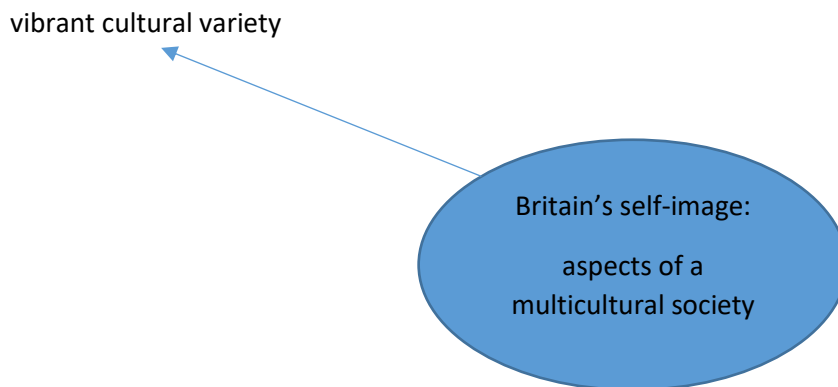 vibrant cultural variety
Britain’s self-image:
aspects of a
multicultural society